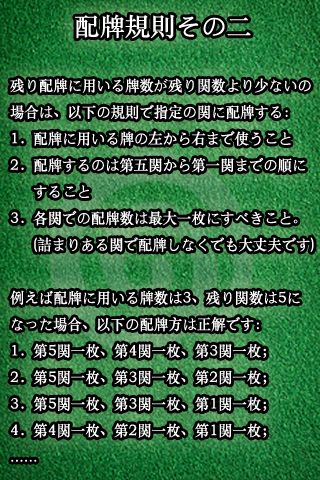 配牌規則その二
残り配牌に用いる牌数が残り関数より少ないの
場合は、以下の規則で指定の関に配牌する:
1. 配牌に用いる牌の左から右まで使うこと
2. 配牌するのは第五関から第一関までの順に
すること
3. 各関での配牌数は最大一枚にすべきこと。
(詰まりある関で配牌しなくでも大丈夫です)
例えば配牌に用いる牌数は3、残り関数は5に
なった場合、以下の配牌方は正解です:
1. 第5関一枚、第4関一枚、第3関一枚;
2. 第5関一枚、第3関一枚、第2関一枚;
3. 第5関一枚、第3関一枚、第1関一枚;
4. 第4関一枚、第2関一枚、第1関一枚;
……